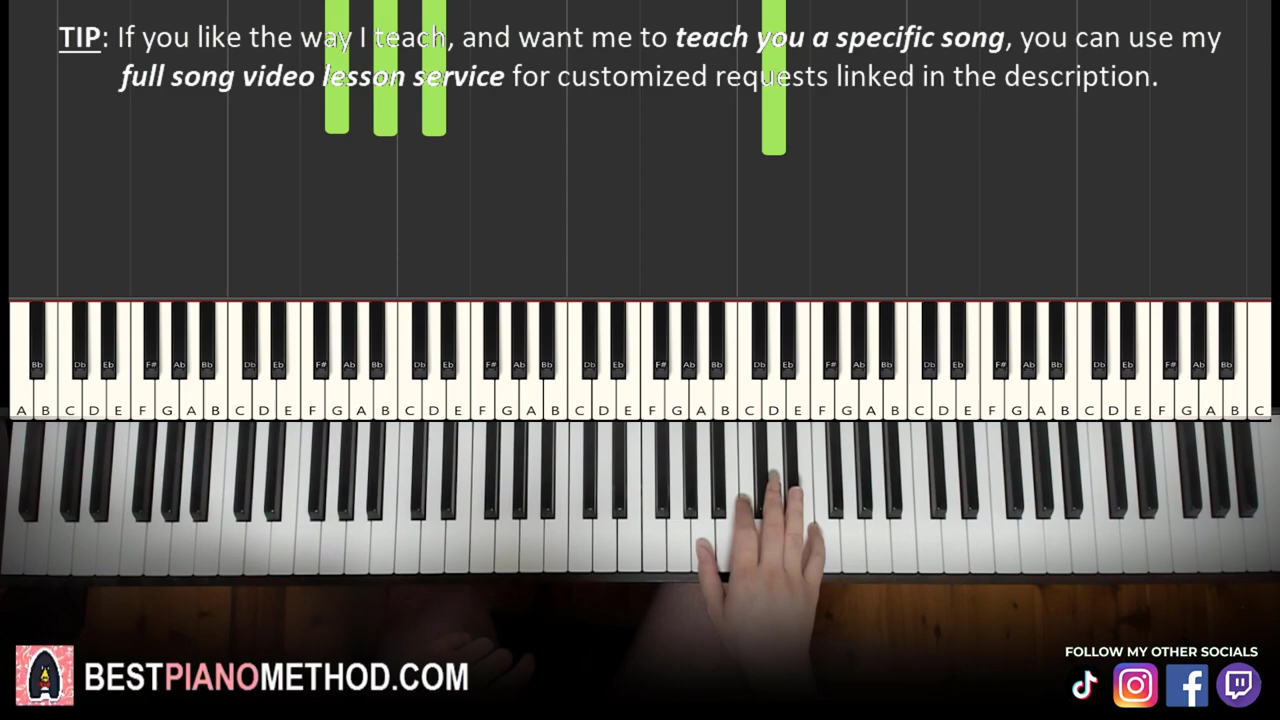 TIP: If you like the way I teach, and want me to teach you a specific song, you can use my
full song video lesson service for customized requests linked in the description.
Bb Db Eb F# Ab Bb Db Eb F# Ab Bb Db Eb F# Ab Bb Db Eb F# Ab Bb Db Eb F# Ab Bb Db Eb F# Ab Bb Db Eb F# Ab Bb
A B C D E F G A B C D E F G A B C D E F G A B C D E F G A B C D E F G A B C D E F G A B C D E F G A B C
BESTPIANOMETHOD.COM
FOLLOW MY OTHER SOCIALS